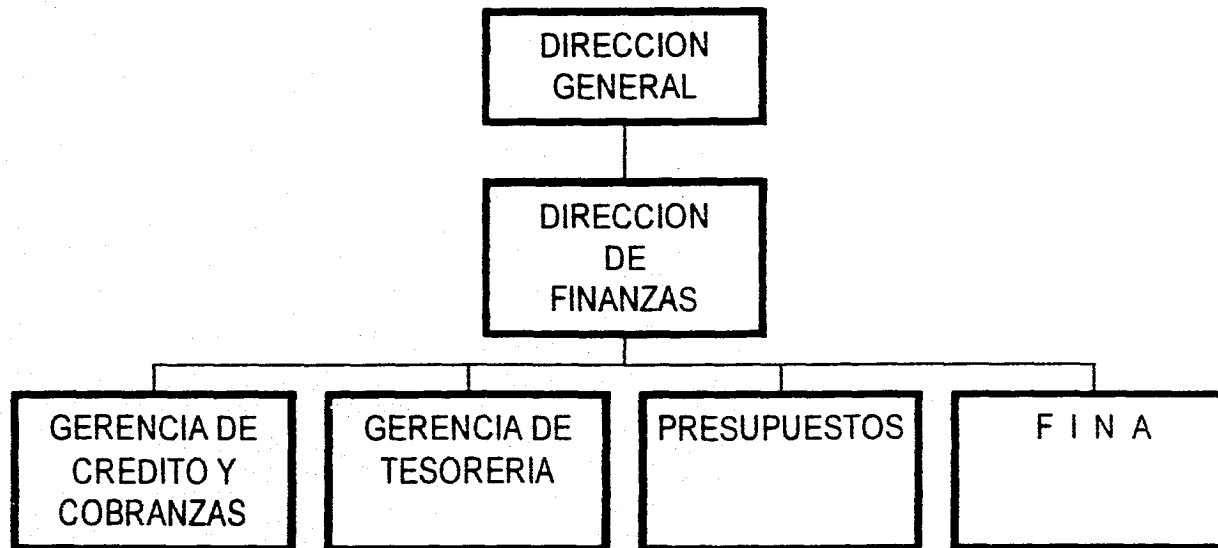 DIRECCION
GENERAL
DIRECCION
DE
FINANZAS
GERENCIA DE
CREDITO Y
COBRANZAS
GERENCIA DE
TESORERIA
PRESUPUESTOS
F I N A